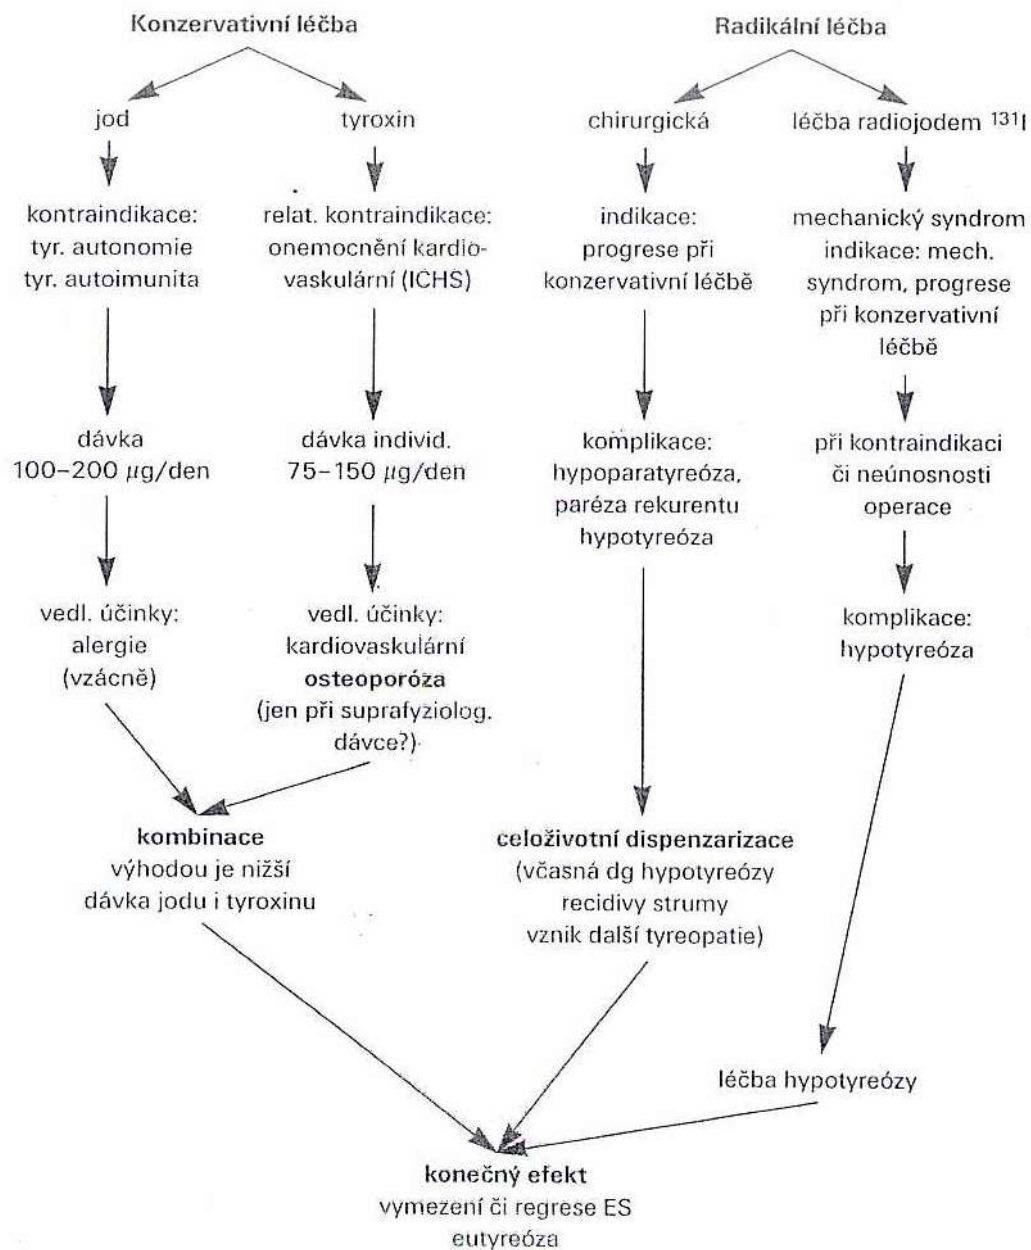 Konzervativní léčba
jod
kontraindikace:
tyr. autonomie
tyr. autoimunita
dávka
100–200 µg/den
vedl. účinky:
alergie
(vzácně)
tyroxin
relat. kontraindikace:
onemocnění kardio-
vaskulární (ICHS)
dávka individ.
75–150 µg/den
vedl. účinky:
kardiovaskulární
osteoporóza
(jen při suprafyziolog.
dávce?)
kombinace
výhodou je nižší
dávka jodu i tyroxinu
Radikální léčba
chirurgická
indikace:
progrese při
konzervativní léčbě
komplikace:
hypoparatyreóza,
paréza rekurentu
hypotyreóza
celoživotní dispenzarizace
(včasná dg hypotyreózy
recidivy strumy
vznik další tyreopatie)
léčba radiojodem ¹³¹I
mechanický syndrom
indikace: mech.
syndrom, progrese
při konzervativní
léčbě
při kontraindikaci
či neúnosnosti
operace
komplikace:
hypotyreóza
léčba hypotyreózy
konečný efekt
vymezení či regrese ES
eutyreóza